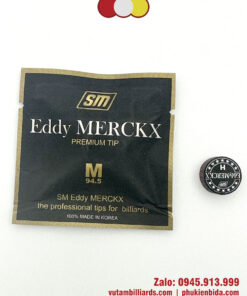 SM
Eddy MERCKX
PREMIUM TIP
M
94.5
SM Eddy MERCKX
the professional tips for billiards
100% MADE IN KOREA
H
MERCKX
Zalo: 0945.913.999
vutambilliards.com | phukienbida.com